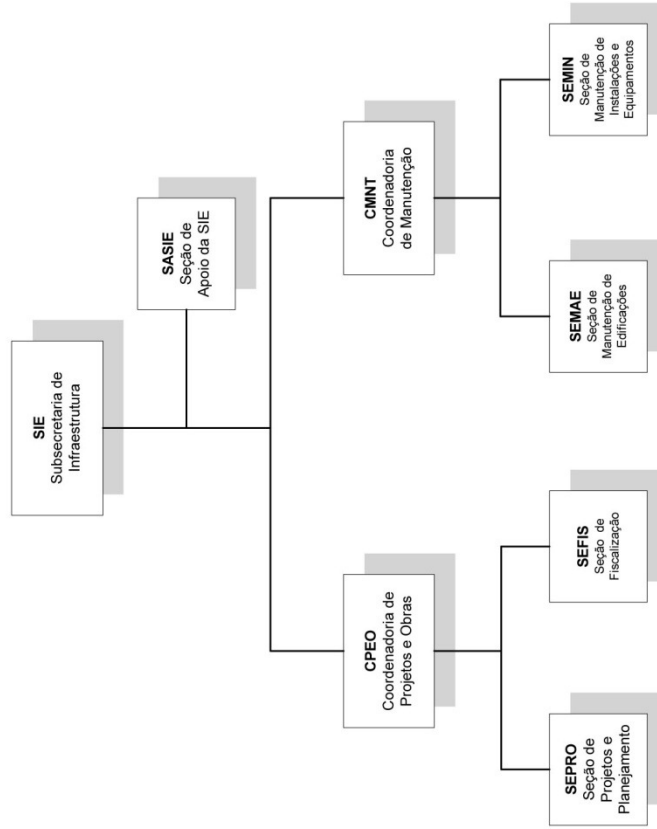 SIE
Subsecretaria de
Infraestrutura
SASIE
Seção de
Apoio da SIE
CPEO
Coordenadoria de
Projetos e Obras
CMNT
Coordenadoria
de Manutenção
SEPRO
Seção de
Projetos e
Planejamento
SEFIS
Seção de
Fiscalização
SEMAE
Seção de
Manutenção de
Edificações
SEMIN
Seção de
Manutenção de
Instalações e
Equipamentos